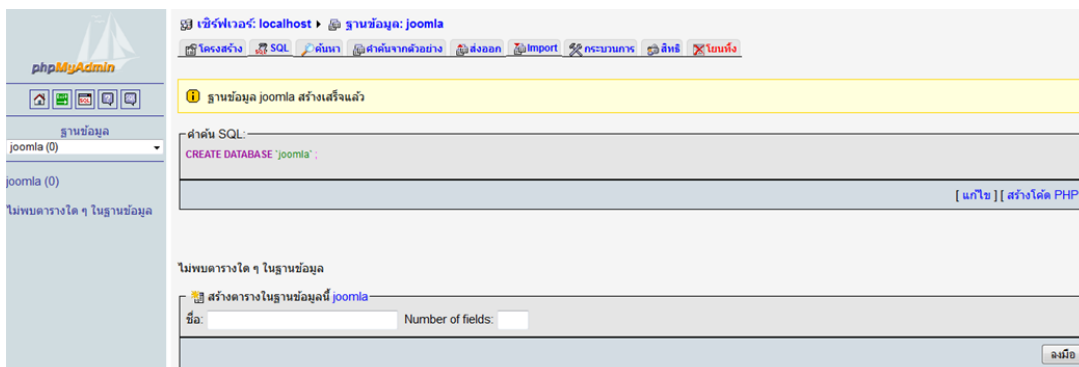 phpMyAdmin
ฐานข้อมูล
joomla (0)
joomla (0)
ไม่พบตารางใด ๆ ในฐานข้อมูล
เซิร์ฟเวอร์: localhost ฐานข้อมูล: joomla
โครงสร้าง SQL ค้นหา คำค้นจากตัวอย่าง ส่งออก Import กระบวนการ สิทธิ โยนทิ้ง
ฐานข้อมูล joomla สร้างเสร็จแล้ว
คำค้น SQL:
CREATE DATABASE `joomla` ;
[ แก้ไข ] [ สร้างโค้ด PHP
ไม่พบตารางใด ๆ ในฐานข้อมูล
สร้างตารางในฐานข้อมูลนี้ joomla
ชื่อ: Number of fields:
ลงมือ